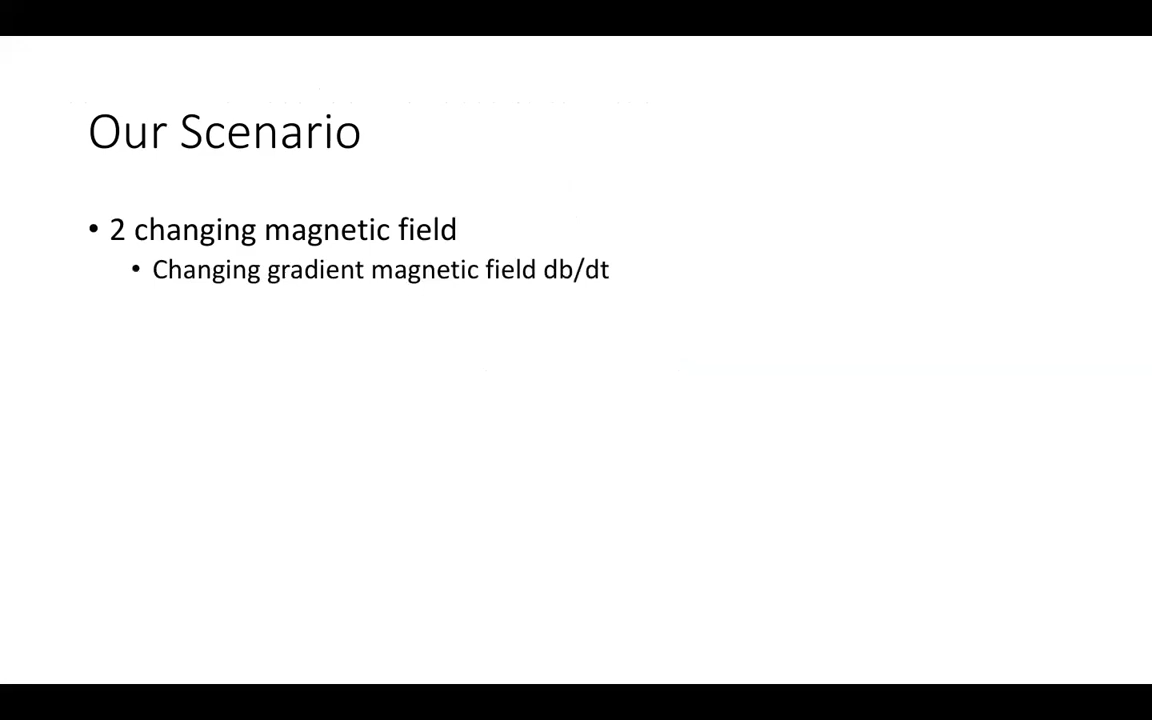 Our Scenario
• 2 changing magnetic field
• Changing gradient magnetic field db/dt